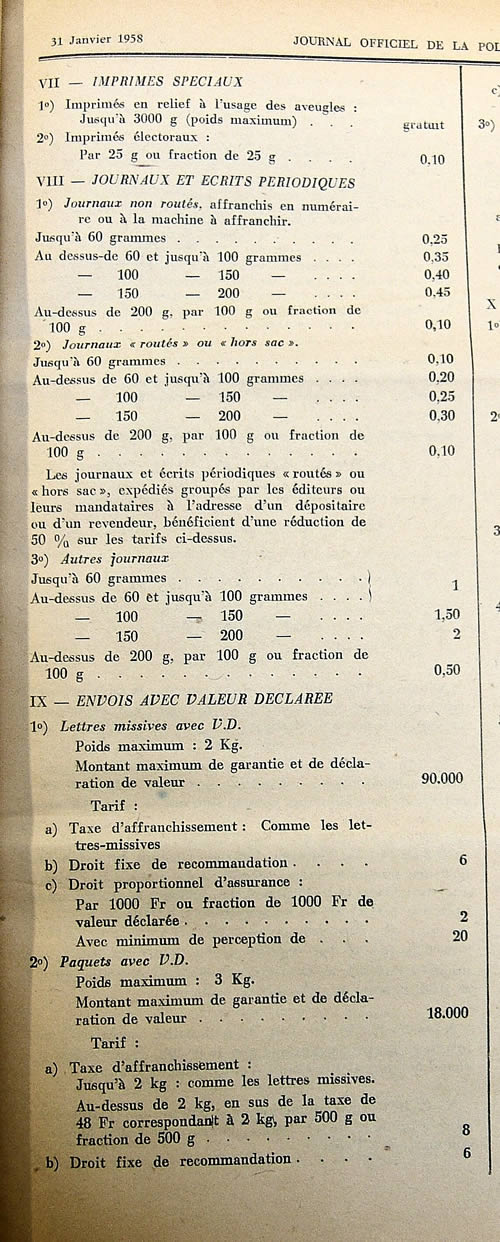 31 Janvier 1958
JOURNAL OFFICIEL DE LA
VII — IMPRIMES SPECIAUX
1º) Imprimés en relief à l'usage des aveugles :
Jusqu'à 3000 g (poids maximum) . . . gratuit
2º) Imprimés électoraux :
Par 25 g ou fraction de 25 g . . . . 0,10
VIII — JOURNAUX ET ECRITS PERIODIQUES
1º) Journaux non routés, affranchis en numérai-
re ou à la machine à affranchir.
Jusqu'à 60 grammes . . . . . . . . . . 0,25
Au dessus-de 60 et jusqu'à 100 grammes . . . . 0,35
— 100 — 150 — . . . . 0,40
— 150 — 200 — . . . . 0,45
Au-dessus de 200 g, par 100 g ou fraction de
100 g . . . . . . . . . . . . . . 0,10
2º) Journaux « routés » ou « hors sac ».
Jusqu'à 60 grammes . . . . . . . . . . 0,10
Au-dessus de 60 et jusqu'à 100 grammes . . . . 0,20
— 100 — 150 — . . . . 0,25
— 150 — 200 — . . . . 0,30
Au-dessus de 200 g, par 100 g ou fraction de
100 g . . . . . . . . . . . . . . 0,10
Les journaux et écrits périodiques « routés » ou
« hors sac », expédiés groupés par les éditeurs ou
leurs mandataires à l'adresse d'un dépositaire
ou d'un revendeur, bénéficient d'une réduction de
50 % sur les tarifs ci-dessus.
3º) Autres journaux
Jusqu'à 60 grammes . . . . . . . . . . )
Au-dessus de 60 et jusqu'à 100 grammes . . . . ) 1
— 100 — 150 — . . . . 1,50
— 150 — 200 — . . . . 2
Au-dessus de 200 g, par 100 g ou fraction de
100 g . . . . . . . . . . . . . . 0,50
IX — ENVOIS AVEC VALEUR DECLAREE
1º) Lettres missives avec V.D.
Poids maximum : 2 Kg.
Montant maximum de garantie et de décla-
ration de valeur . . . . . . . . . 90.000
Tarif :
a) Taxe d'affranchissement : Comme les let-
tres-missives
b) Droit fixe de recommandation . . . . 6
c) Droit proportionnel d'assurance :
Par 1000 Fr ou fraction de 1000 Fr de
valeur déclarée . . . . . . . . . . 2
Avec minimum de perception de . . . 20
2º) Paquets avec V.D.
Poids maximum : 3 Kg.
Montant maximum de garantie et de décla-
ration de valeur . . . . . . . . . 18.000
Tarif :
a) Taxe d'affranchissement :
Jusqu'à 2 kg : comme les lettres missives.
Au-dessus de 2 kg, en sus de la taxe de
48 Fr correspondant à 2 kg, par 500 g ou
fraction de 500 g . . . . . . . . . 8
b) Droit fixe de recommandation . . . . 6